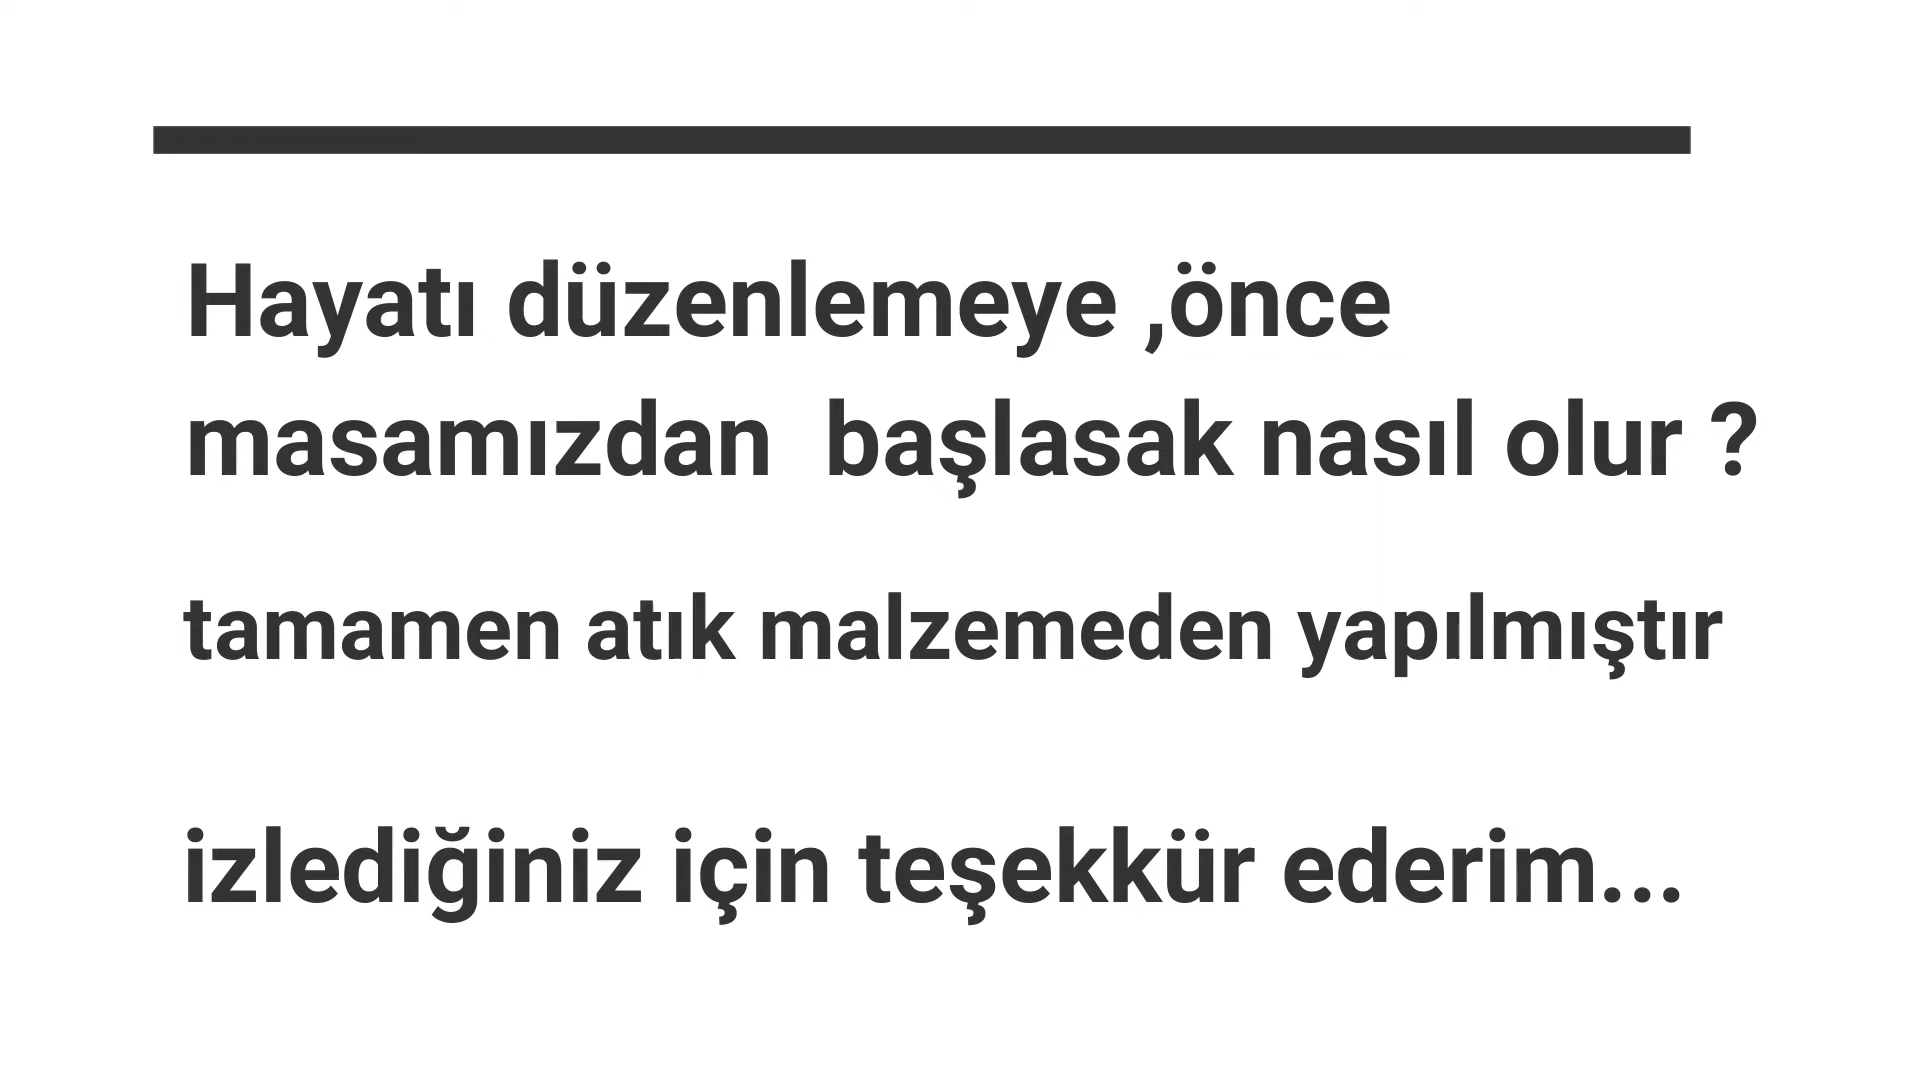 Hayatı düzenlemeye ,önce
masamızdan  başlasak nasıl olur ?
tamamen atık malzemeden yapılmıştır
izlediğiniz için teşekkür ederim...